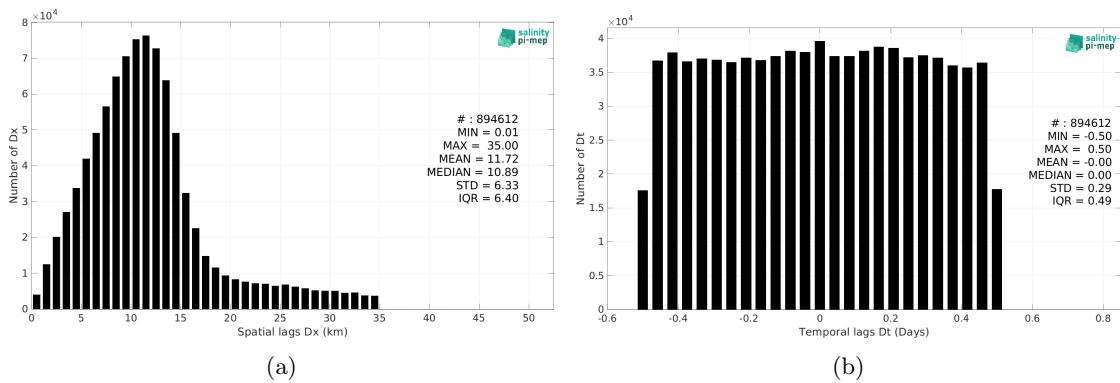 ×10⁴
8
7
6
5
4
3
2
1
0
Number of Dx
0 5 10 15 20 25 30 35 40 45 50
Spatial lags Dx (km)
salinity
pi-mep
# : 894612
MIN = 0.01
MAX = 35.00
MEAN = 11.72
MEDIAN = 10.89
STD = 6.33
IQR = 6.40
(a)
×10⁴
4
3.5
3
2.5
2
1.5
1
0.5
0
Number of Dt
-0.6 -0.4 -0.2 0 0.2 0.4 0.6 0.8
Temporal lags Dt (Days)
salinity
pi-mep
# : 894612
MIN = -0.50
MAX = 0.50
MEAN = -0.00
MEDIAN = 0.00
STD = 0.29
IQR = 0.49
(b)